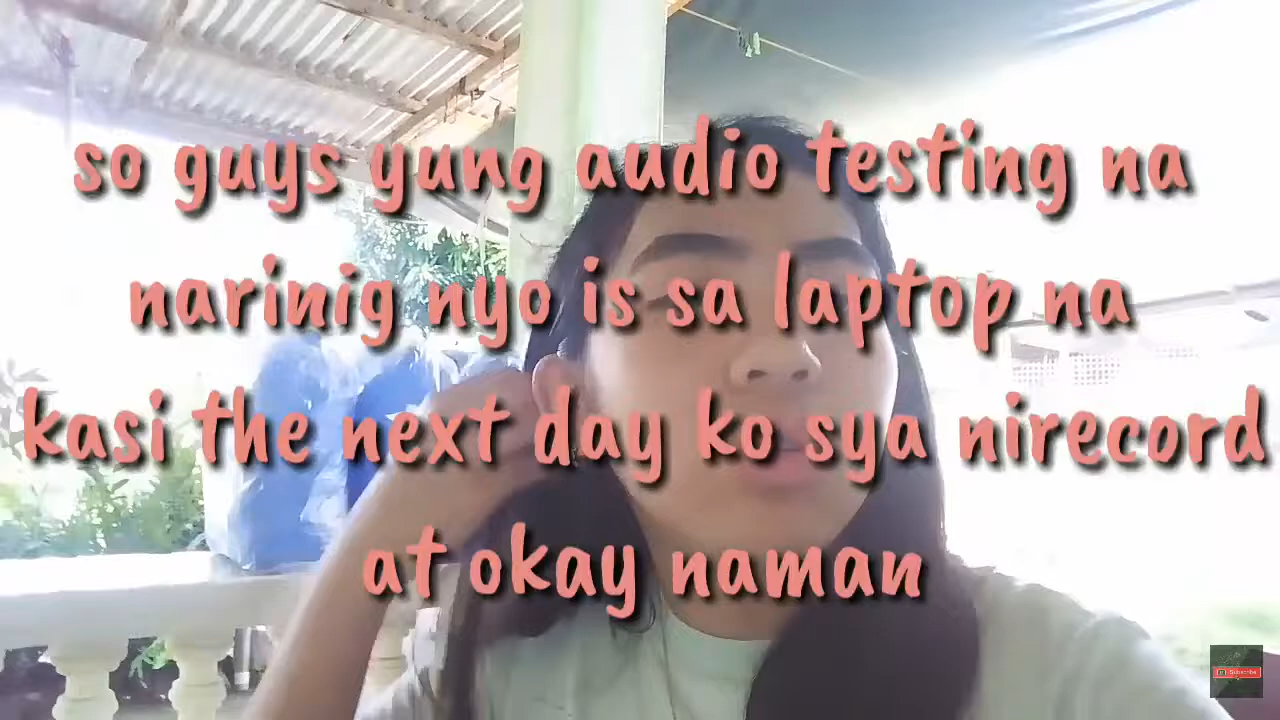 so guys yung audio testing na
narinig nyo is sa laptop na
kasi the next day ko sya nirecord
at okay naman
Subscribe